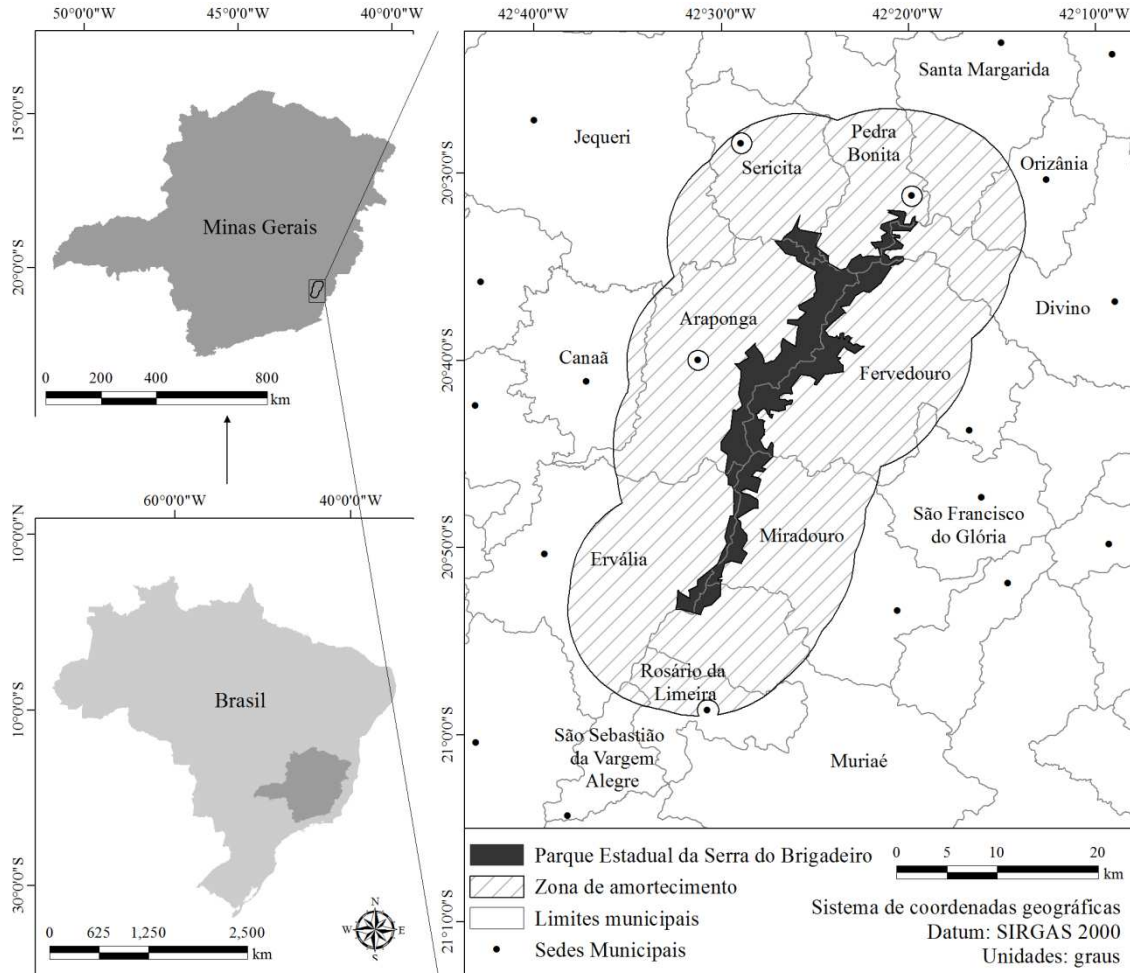 50°0'0"W
45°0'0"W
40°0'0"W
15°0'0"S
20°0'0"S
Minas Gerais
0 200 400 800
km
60°0'0"W
40°0'0"W
10°0'0"N
10°0'0"S
30°0'0"S
Brasil
0 625 1,250 2,500
km
N
W E
S
42°40'0"W
42°30'0"W
42°20'0"W
42°10'0"W
20°30'0"S
20°40'0"S
20°50'0"S
21°0'0"S
21°10'0"S
Santa Margarida
Jequeri
Pedra
Bonita
Sericita
Orizânia
Divino
Araponga
Canaã
Fervedouro
São Francisco
do Glória
Miradouro
Ervália
Rosário da
Limeira
São Sebastião
da Vargem
Alegre
Muriaé
Parque Estadual da Serra do Brigadeiro
Zona de amortecimento
Limites municipais
Sedes Municipais
0 5 10 20
km
Sistema de coordenadas geográficas
Datum: SIRGAS 2000
Unidades: graus